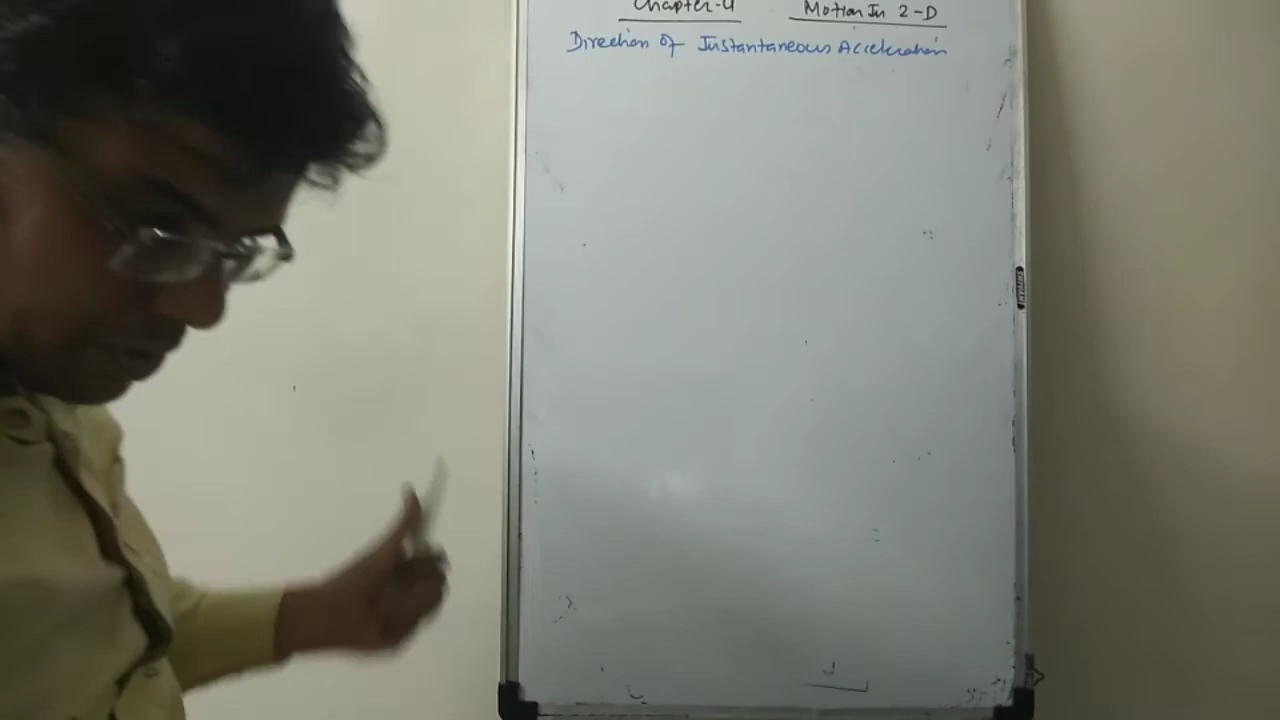 Chapter-4 Motion In 2-D
Direction of Instantaneous Acceleration